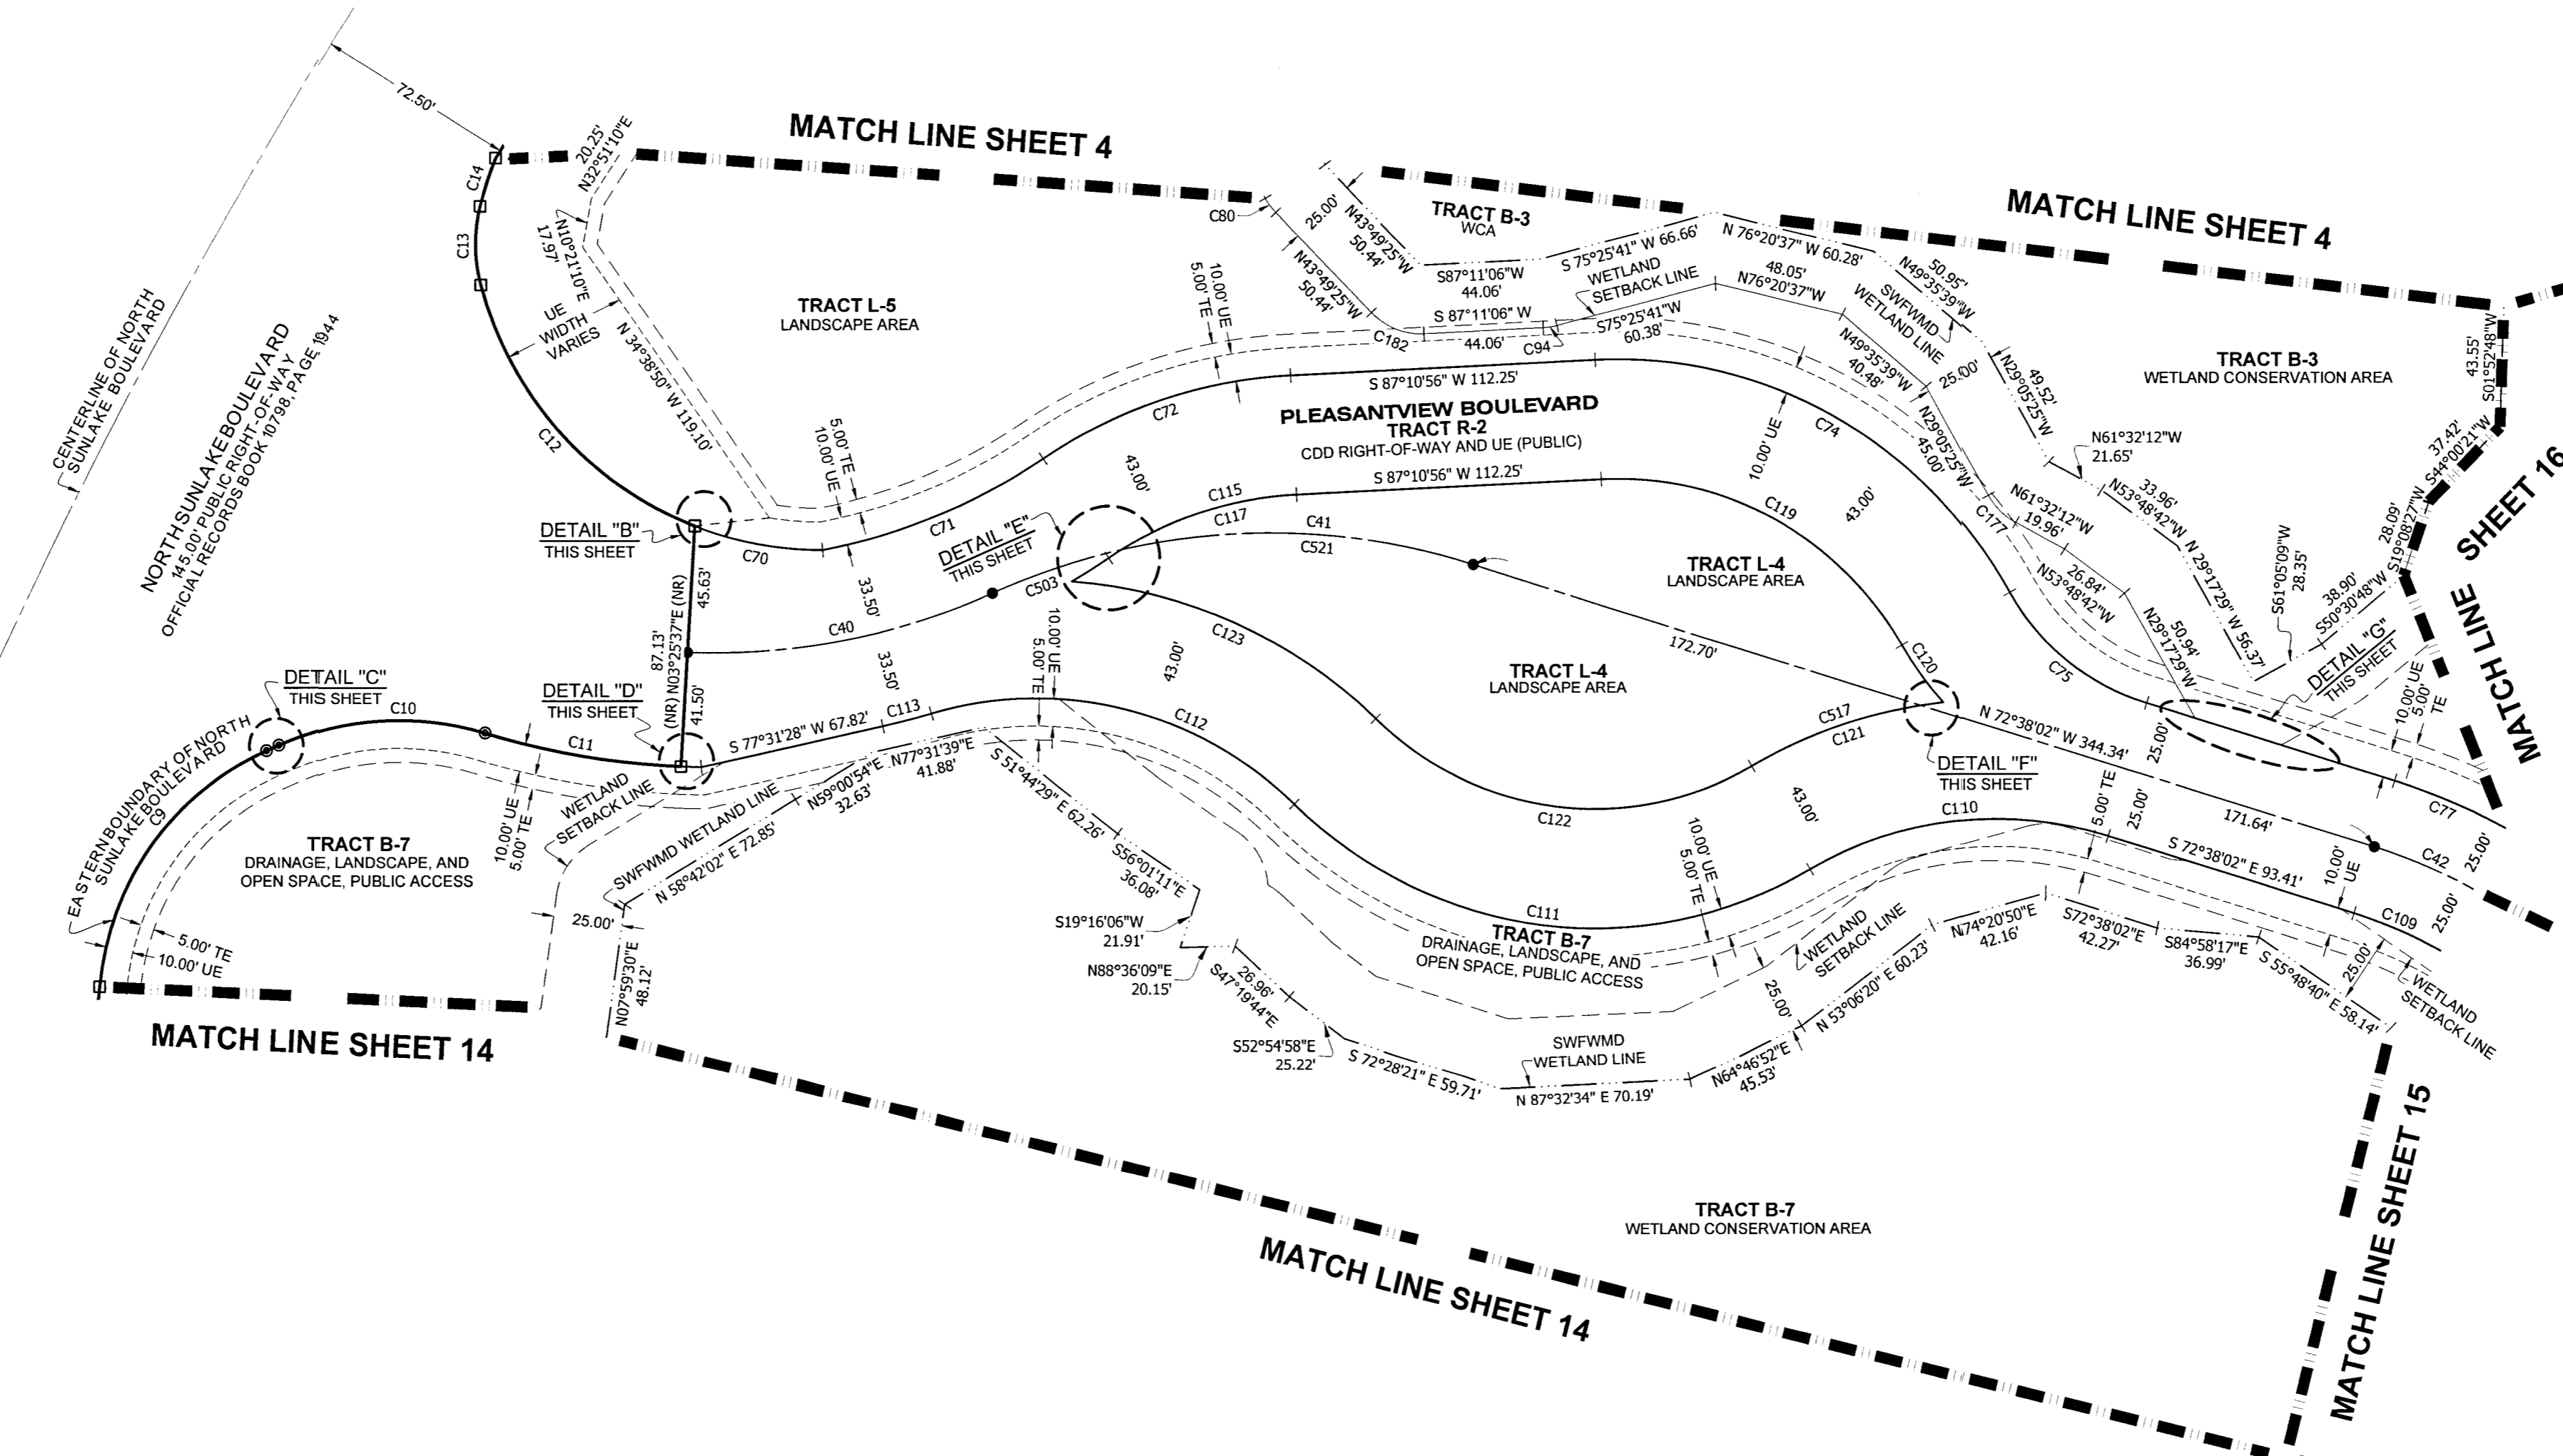 72.50'
MATCH LINE SHEET 4
MATCH LINE SHEET 4
20.25'
N32°51'10"E
C14
C13
C12
N10°21'10"E
17.97'
UE
WIDTH
VARIES
N 34°38'50" W 119.10'
TRACT L-5
LANDSCAPE AREA
CENTERLINE OF NORTH
SUNLAKE BOULEVARD
NORTH SUNLAKE BOULEVARD
145.00' PUBLIC RIGHT-OF-WAY
OFFICIAL RECORDS BOOK 10798, PAGE 1944
C80
25.00'
N43°49'25"W
50.44'
N43°49'25"W
50.44'
TRACT B-3
WCA
S87°11'06"W
44.06'
S 75°25'41" W 66.66'
WETLAND
SETBACK LINE
N 76°20'37" W 60.28'
48.05'
N76°20'37"W
50.95'
N49°35'39"W
SWFWMD
WETLAND LINE
S 87°11'06" W
44.06'
C182
C94
S75°25'41"W
60.38'
N49°35'39"W
40.48'
25.00'
N29°05'25"W
45.00'
49.52'
N29°05'25"W
TRACT B-3
WETLAND CONSERVATION AREA
43.55'
S01°52'48"W
37.42'
S44°00'21"W
28.09'
S19°08'27"W
SHEET 16
MATCH LINE
N61°32'12"W
21.65'
33.96'
N53°48'42"W
N 29°17'29" W 56.37'
S61°05'09"W
28.35'
38.90'
S50°30'48"W
N61°32'12"W
19.96'
C177
26.84'
N53°48'42"W
50.94'
N29°17'29"W
DETAIL "G"
THIS SHEET
10.00' UE
5.00' TE
10.00' UE
5.00' TE
5.00' TE
10.00' UE
C72
C71
C70
S 87°10'56" W 112.25'
PLEASANTVIEW BOULEVARD
TRACT R-2
CDD RIGHT-OF-WAY AND UE (PUBLIC)
S 87°10'56" W 112.25'
10.00' UE
C74
43.00'
43.00'
C115
C117
C41
C521
C119
C120
C75
TRACT L-4
LANDSCAPE AREA
DETAIL "B"
THIS SHEET
DETAIL "E"
THIS SHEET
C503
C40
33.50'
33.50'
45.63'
87.13'
(NR) N03°25'37"E (NR)
41.50'
10.00' UE
5.00' TE
C123
43.00'
TRACT L-4
LANDSCAPE AREA
172.70'
C517
C121
DETAIL "F"
THIS SHEET
N 72°38'02" W 344.34'
25.00'
171.64'
C77
C42
25.00'
25.00'
DETAIL "C"
THIS SHEET
DETAIL "D"
THIS SHEET
C10
C11
EASTERN BOUNDARY OF NORTH
SUNLAKE BOULEVARD
C9
S 77°31'28" W 67.82'
C113
C112
N77°31'39"E
41.88'
N59°00'54"E
32.63'
WETLAND
SETBACK LINE
SWFWMD WETLAND LINE
N 58°42'02" E 72.85'
10.00' UE
5.00' TE
TRACT B-7
DRAINAGE, LANDSCAPE, AND
OPEN SPACE, PUBLIC ACCESS
5.00' TE
10.00' UE
25.00'
N07°59'30"E
48.12'
S 51°44'29" E 62.26'
S56°01'11"E
36.08'
S19°16'06"W
21.91'
N88°36'09"E
20.15'
26.96'
S47°19'44"E
S52°54'58"E
25.22'
S 72°28'21" E 59.71'
SWFWMD
WETLAND LINE
N 87°32'34" E 70.19'
N64°46'52"E
45.53'
N 53°06'20" E 60.23'
N74°20'50"E
42.16'
S72°38'02"E
42.27'
S84°58'17"E
36.99'
S 55°48'40" E 58.14'
C122
C111
TRACT B-7
DRAINAGE, LANDSCAPE, AND
OPEN SPACE, PUBLIC ACCESS
10.00' UE
5.00' TE
43.00'
C110
WETLAND
SETBACK LINE
25.00'
5.00' TE
25.00'
S 72°38'02" E 93.41'
10.00'
UE
C109
25.00'
WETLAND
SETBACK LINE
MATCH LINE SHEET 14
MATCH LINE SHEET 14
TRACT B-7
WETLAND CONSERVATION AREA
MATCH LINE SHEET 15